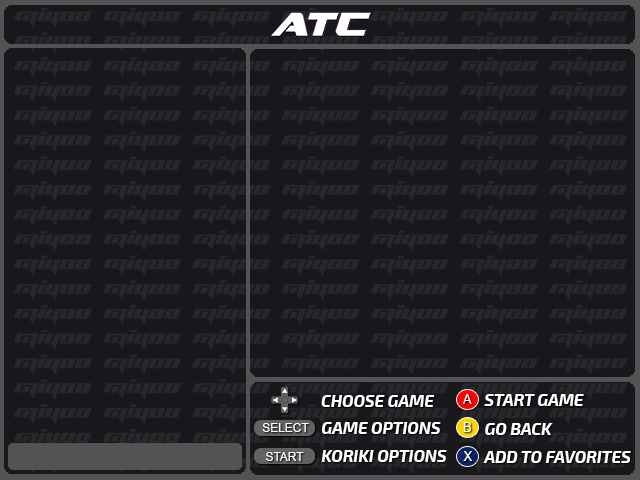 ATC
CHOOSE GAME
A START GAME
SELECT GAME OPTIONS
B GO BACK
START KORIKI OPTIONS
X ADD TO FAVORITES